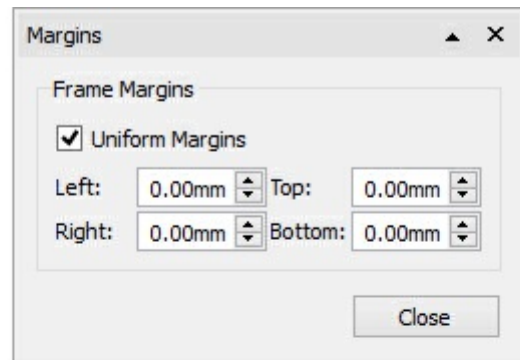 Margins
Frame Margins
Uniform Margins
Left: 0.00mm Top: 0.00mm
Right: 0.00mm Bottom: 0.00mm
Close